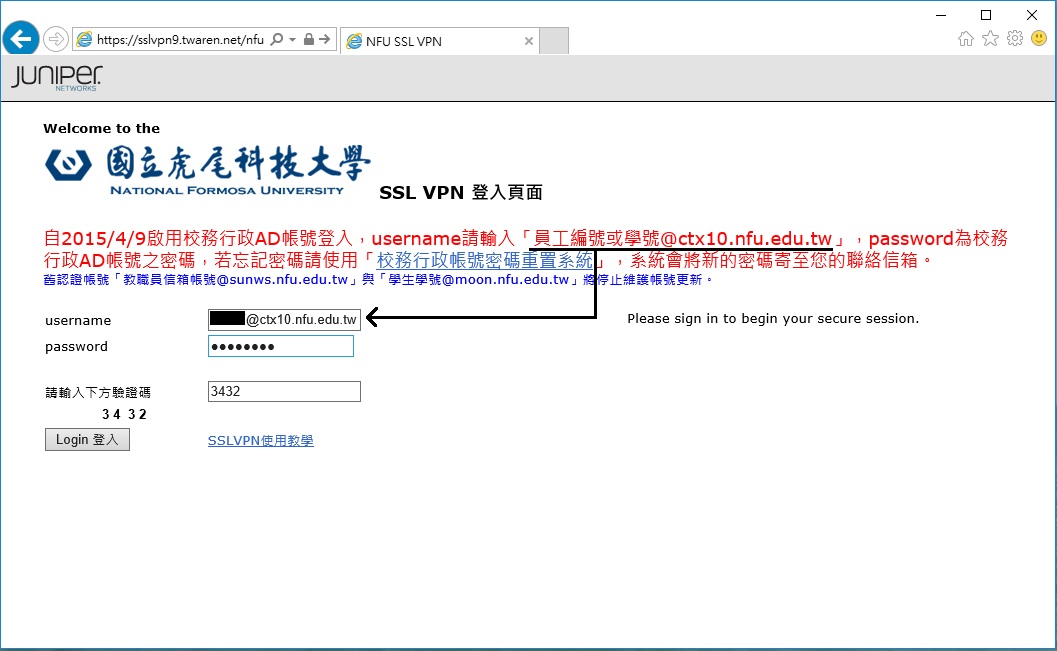 https://sslvpn9.twaren.net/nfu
NFU SSL VPN
JUNIPER
NETWORKS
Welcome to the
國立虎尾科技大學
NATIONAL FORMOSA UNIVERSITY
SSL VPN 登入頁面
自2015/4/9啟用校務行政AD帳號登入，username請輸入「員工編號或學號@ctx10.nfu.edu.tw」，password為校務
行政AD帳號之密碼，若忘記密碼請使用「校務行政帳號密碼重置系統」，系統會將新的密碼寄至您的聯絡信箱。
舊認證帳號「教職員信箱帳號@sunws.nfu.edu.tw」與「學生學號@moon.nfu.edu.tw」將停止維護帳號更新。
username
@ctx10.nfu.edu.tw
Please sign in to begin your secure session.
password
●●●●●●●●
請輸入下方驗證碼
3432
3432
Login 登入
SSLVPN使用教學